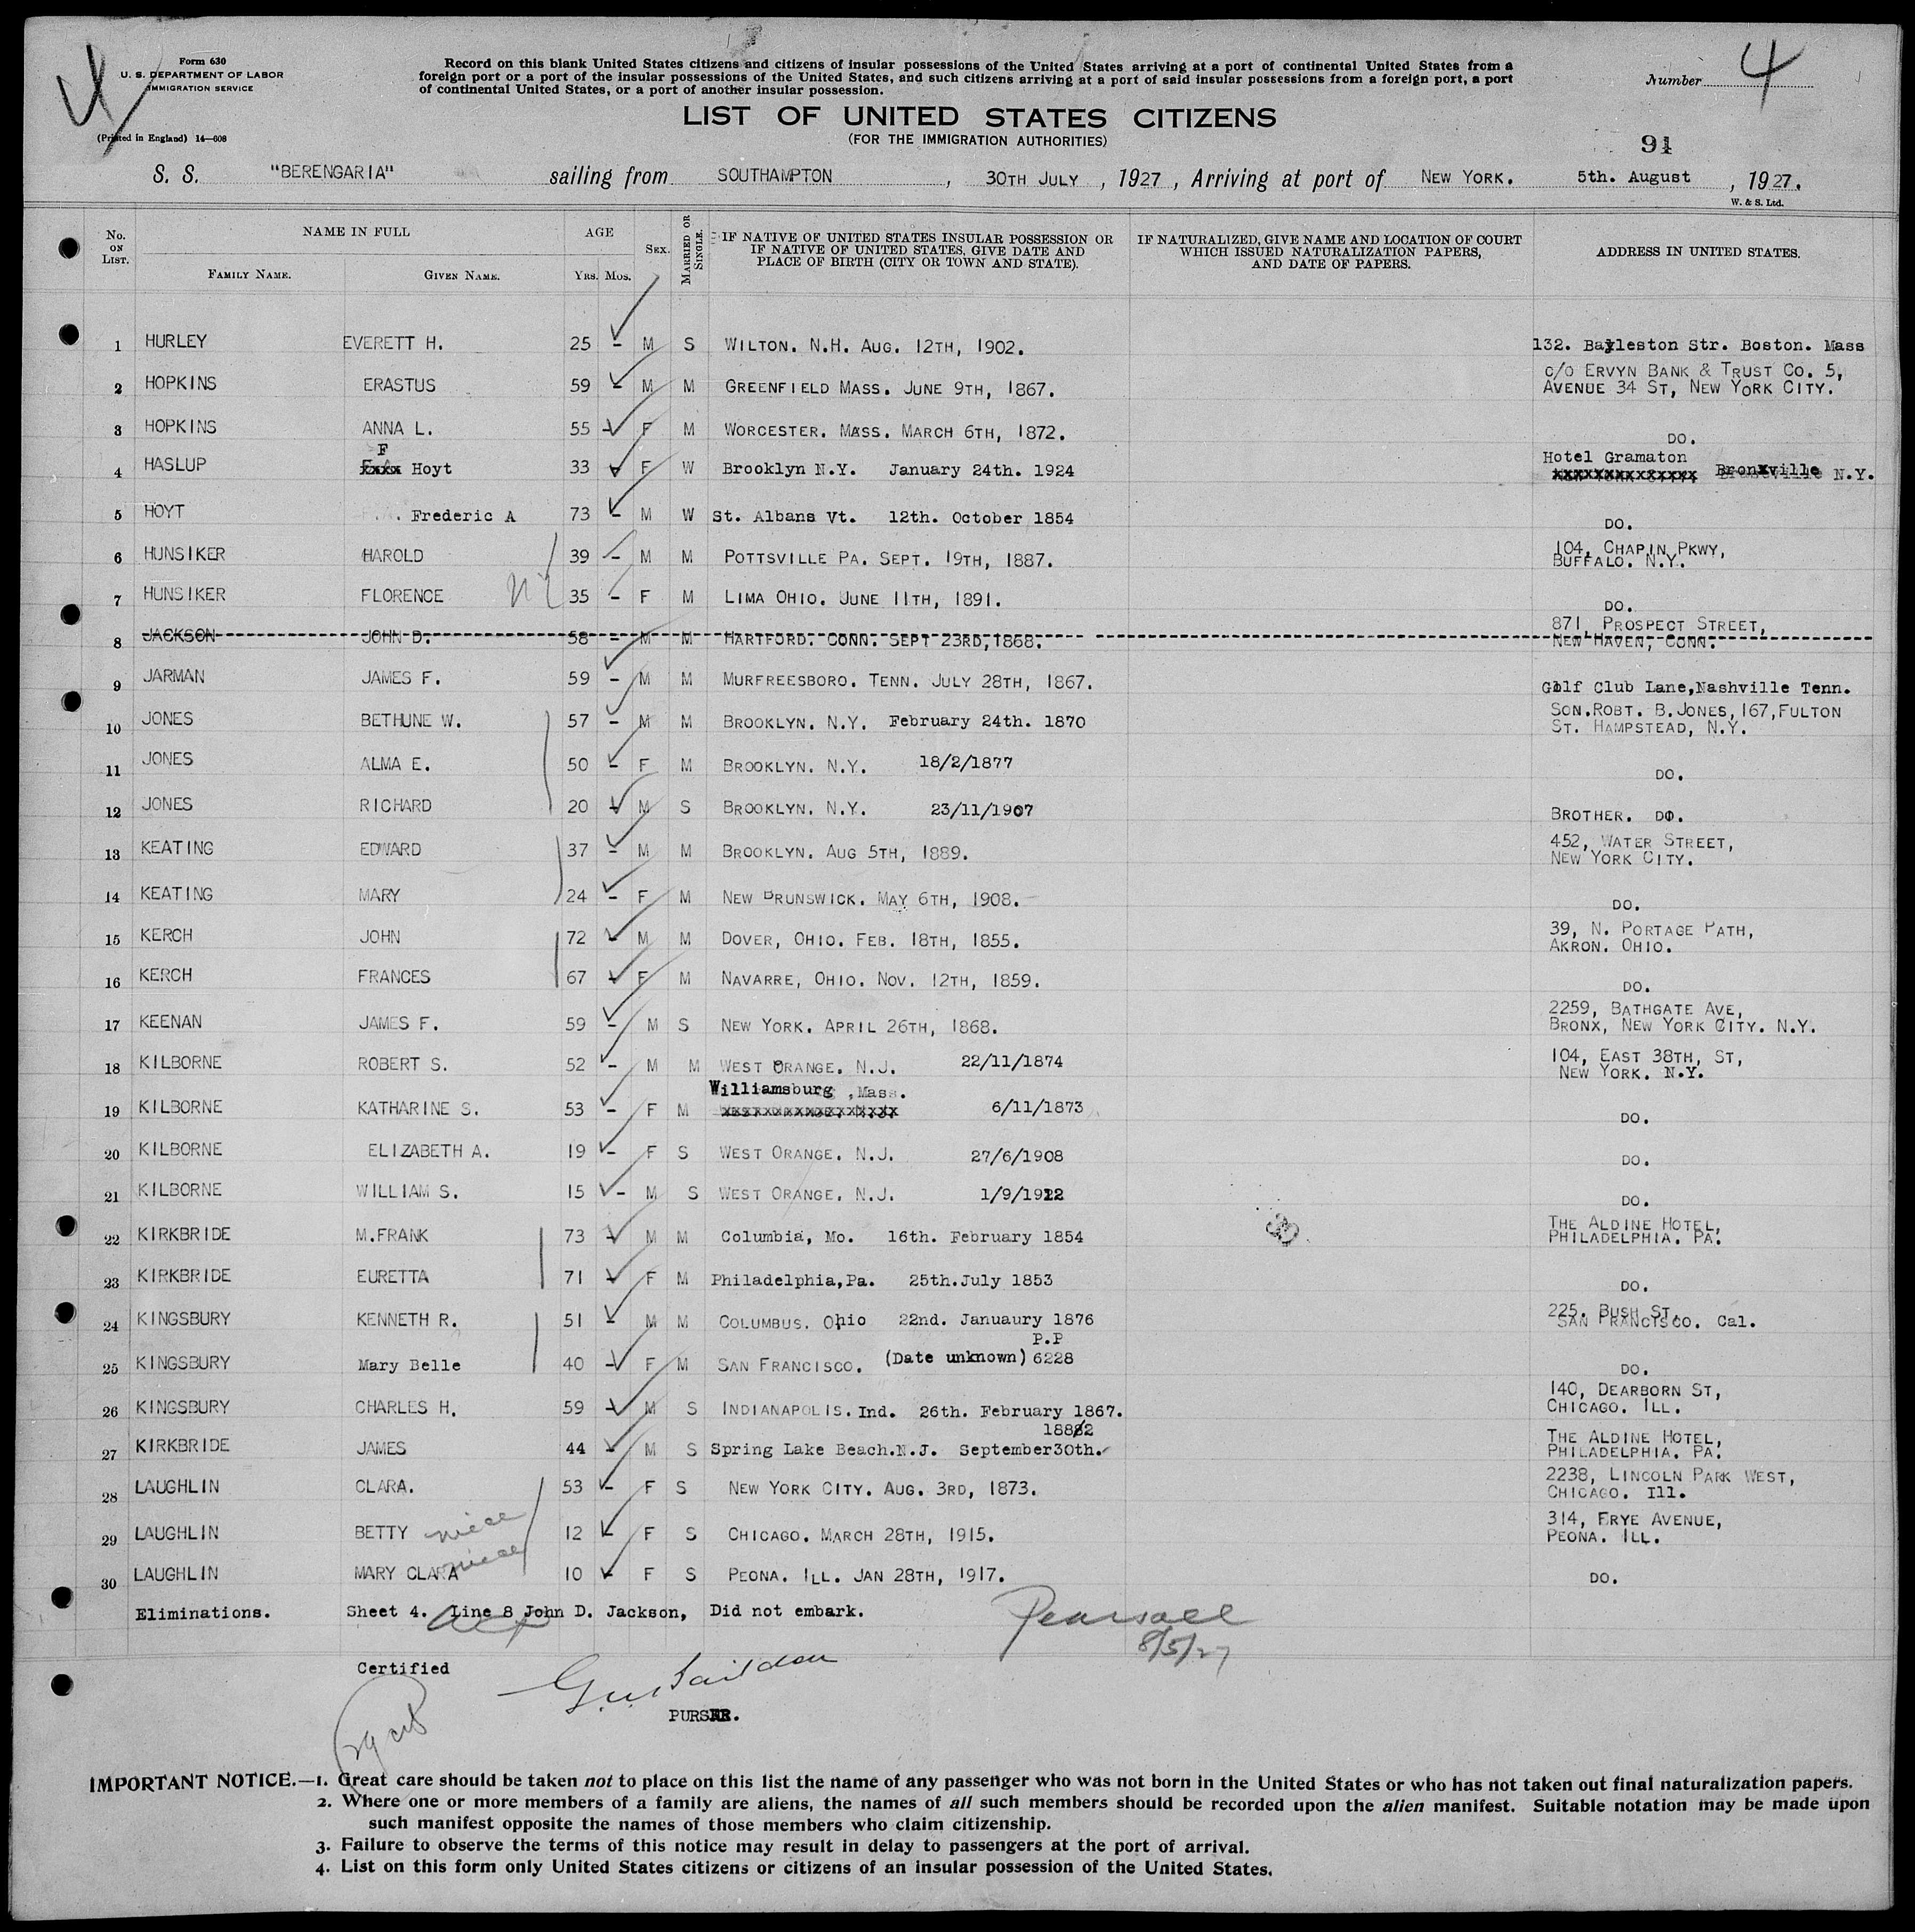 Form 630
U. S. DEPARTMENT OF LABOR
IMMIGRATION SERVICE
(Printed in England) 14—608
Record on this blank United States citizens and citizens of insular possessions of the United States arriving at a port of continental United States from a
foreign port or a port of the insular possessions of the United States, and such citizens arriving at a port of said insular possessions from a foreign port, a port
of continental United States, or a port of another insular possession.
Number 4
LIST OF UNITED STATES CITIZENS
(FOR THE IMMIGRATION AUTHORITIES)
91
S. S. "BERENGARIA" sailing from SOUTHAMPTON, 30TH JULY, 1927, Arriving at port of NEW YORK. 5th. August, 1927.
W. & S. Ltd.
No. ON LIST. NAME IN FULL AGE SEX. MARRIED OR SINGLE. IF NATIVE OF UNITED STATES INSULAR POSSESSION OR IF NATIVE OF UNITED STATES, GIVE DATE AND PLACE OF BIRTH (CITY OR TOWN AND STATE). IF NATURALIZED, GIVE NAME AND LOCATION OF COURT WHICH ISSUED NATURALIZATION PAPERS, AND DATE OF PAPERS. ADDRESS IN UNITED STATES.
FAMILY NAME. GIVEN NAME. YRS. MOS.
1 HURLEY EVERETT H. 25 - M S WILTON. N.H. AUG. 12TH, 1902. 132. Bayleston Str. Boston. Mass
2 HOPKINS ERASTUS 59 - M M GREENFIELD MASS. JUNE 9TH, 1867. C/O ERVYN BANK & TRUST CO. 5, AVENUE 34 ST, NEW YORK CITY.
3 HOPKINS ANNA L. 55 - F M WORCESTER. MASS. MARCH 6TH, 1872. DO.
4 HASLUP F xxxx Hoyt 33 - F W Brooklyn N.Y. January 24th. 1924 Hotel Gramaton xxxxxxxxxxxxxx Bronxville N.Y.
5 HOYT Frederic A 73 - M W St. Albans Vt. 12th. October 1854 DO.
6 HUNSIKER HAROLD 39 - M M POTTSVILLE PA. SEPT. 19TH, 1887. 104, CHAPIN PKWY, BUFFALO. N.Y.
7 HUNSIKER FLORENCE 35 - F M LIMA OHIO. JUNE 11TH, 1891. DO.
8 JACKSON JOHN D. 58 - M M HARTFORD. CONN. SEPT 23RD, 1868. 871, PROSPECT STREET, NEW HAVEN, CONN.
9 JARMAN JAMES F. 59 - M M MURFREESBORO. TENN. JULY 28TH, 1867. Golf Club Lane,Nashville Tenn.
10 JONES BETHUNE W. 57 - M M BROOKLYN. N.Y. February 24th. 1870 SON.ROBT. B.JONES, 167, FULTON ST. HAMPSTEAD, N.Y.
11 JONES ALMA E. 50 - F M BROOKLYN. N.Y. 18/2/1877 DO.
12 JONES RICHARD 20 - M S BROOKLYN. N.Y. 23/11/1907 BROTHER. DO.
13 KEATING EDWARD 37 - M M BROOKLYN. AUG 5TH, 1889. 452, WATER STREET, NEW YORK CITY.
14 KEATING MARY 24 - F M NEW BRUNSWICK. MAY 6TH, 1908. DO.
15 KERCH JOHN 72 - M M DOVER, OHIO. FEB. 18TH, 1855. 39, N. PORTAGE PATH, AKRON. OHIO.
16 KERCH FRANCES 67 - F M NAVARRE, OHIO. NOV. 12TH, 1859. DO.
17 KEENAN JAMES F. 59 - M S NEW YORK. APRIL 26TH, 1868. 2259, BATHGATE AVE, BRONX, NEW YORK CITY. N.Y.
18 KILBORNE ROBERT S. 52 - M M WEST ORANGE. N.J. 22/11/1874 104, EAST 38TH, ST, NEW YORK. N.Y.
19 KILBORNE KATHARINE S. 53 - F M Williamsburg ,Mass. xxxxxxxxxxxxxxxxx 6/11/1873 DO.
20 KILBORNE ELIZABETH A. 19 - F S WEST ORANGE. N.J. 27/6/1908 DO.
21 KILBORNE WILLIAM S. 15 - M S WEST ORANGE. N.J. 1/9/1912 DO.
22 KIRKBRIDE M.FRANK 73 - M M Columbia, Mo. 16th. February 1854 THE ALDINE HOTEL, PHILADELPHIA. PA.
23 KIRKBRIDE EURETTA 71 - F M Philadelphia,Pa. 25th.July 1853 DO.
24 KINGSBURY KENNETH R. 51 - M M COLUMBUS. Ohio 22nd. Janauary 1876 225. BUSH ST. SAN FRANCISCO. Cal.
25 KINGSBURY Mary Belle 40 - F M SAN FRANCISCO. (Date unknown) P.P 6228 DO.
26 KINGSBURY CHARLES H. 59 - M S INDIANAPOLIS. Ind. 26th. February 1867. 140, DEARBORN ST, CHICAGO. ILL.
27 KIRKBRIDE JAMES 44 - M S Spring Lake Beach.N.J. September30th. 1882 THE ALDINE HOTEL, PHILADELPHIA. PA.
28 LAUGHLIN CLARA. 53 - F S NEW YORK CITY. AUG. 3RD, 1873. 2238, LINCOLN PARK WEST, CHICAGO. Ill.
29 LAUGHLIN BETTY niece 12 - F S CHICAGO. MARCH 28TH, 1915. 314, FRYE AVENUE, PEONA. ILL.
30 LAUGHLIN MARY CLARA niece 10 - F S PEONA. ILL. JAN 28TH, 1917. DO.
Eliminations. Sheet 4. Line 8 John D. Jackson, Did not embark.
Pearsall
8/5/27
Certified
PURSER.
IMPORTANT NOTICE.—1. Great care should be taken not to place on this list the name of any passenger who was not born in the United States or who has not taken out final naturalization papers.
2. Where one or more members of a family are aliens, the names of all such members should be recorded upon the alien manifest. Suitable notation may be made upon
such manifest opposite the names of those members who claim citizenship.
3. Failure to observe the terms of this notice may result in delay to passengers at the port of arrival.
4. List on this form only United States citizens or citizens of an insular possession of the United States.